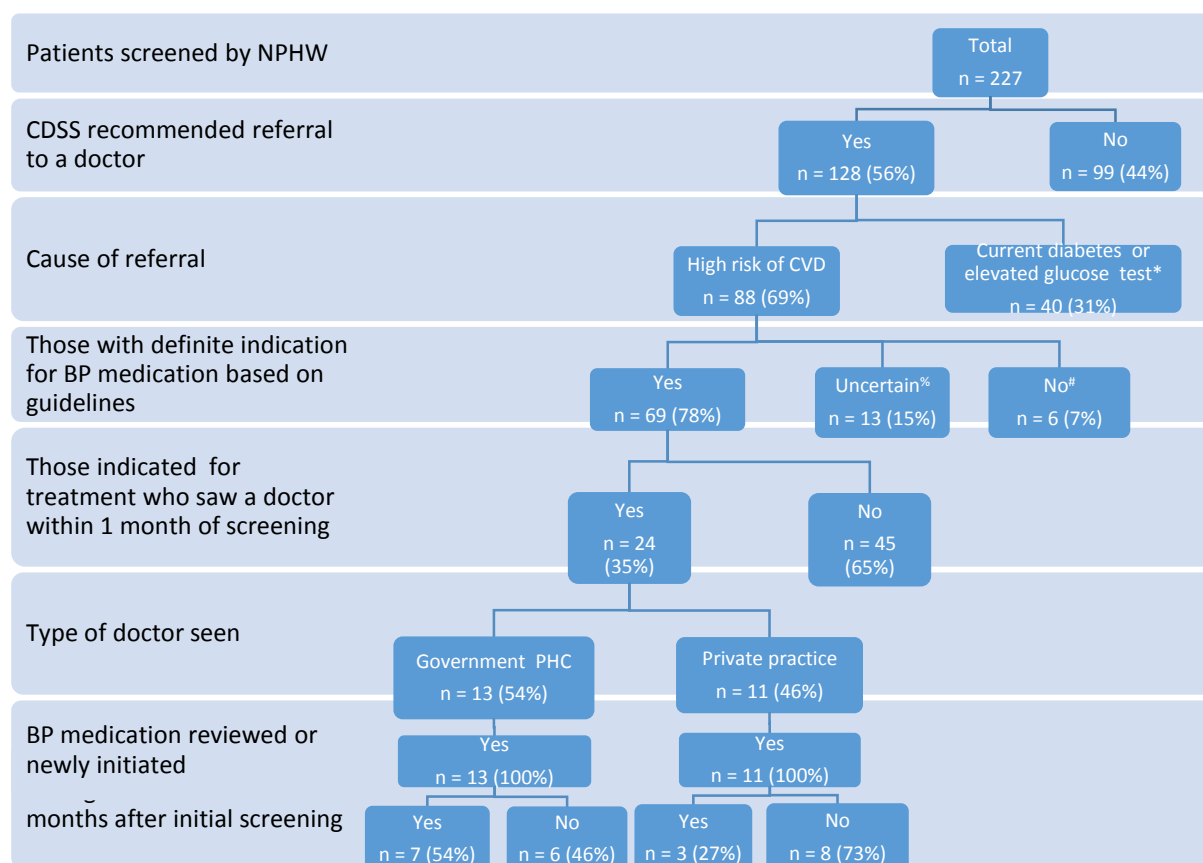 Patients screened by NPHW
Total
n = 227
CDSS recommended referral
to a doctor
Yes
n = 128 (56%)
No
n = 99 (44%)
Cause of referral
High risk of CVD
n = 88 (69%)
Current diabetes or
elevated glucose test*
n = 40 (31%)
Those with definite indication
for BP medication based on
guidelines
Yes
n = 69 (78%)
Uncertain%
n = 13 (15%)
No#
n = 6 (7%)
Those indicated for
treatment who saw a doctor
within 1 month of screening
Yes
n = 24
(35%)
No
n = 45
(65%)
Type of doctor seen
Government PHC
n = 13 (54%)
Private practice
n = 11 (46%)
BP medication reviewed or
newly initiated
Yes
n = 13 (100%)
Yes
n = 11 (100%)
months after initial screening
Yes
n = 7 (54%)
No
n = 6 (46%)
Yes
n = 3 (27%)
No
n = 8 (73%)